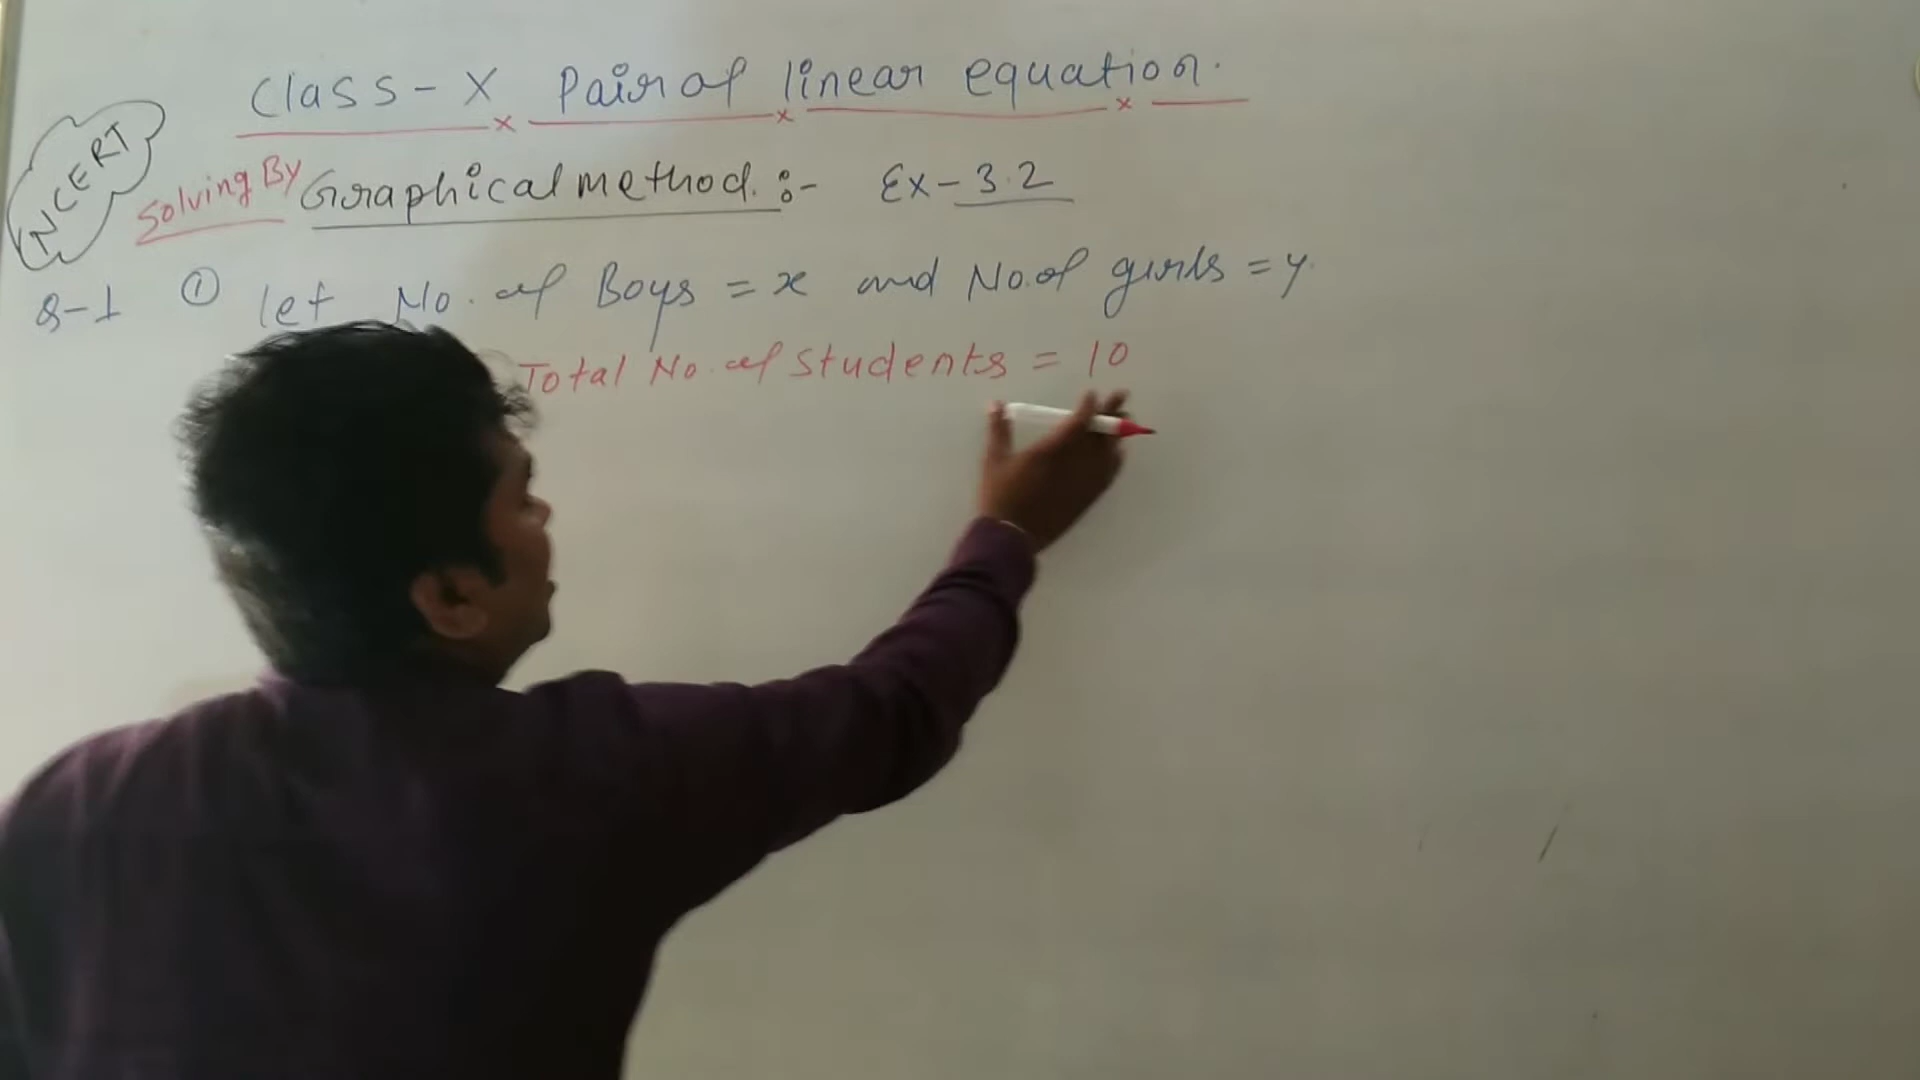 Class - X Pair of linear equation.
NCERT
Solving By Graphical method. :- Ex - 3.2
Q-1 ① let No. of Boys = x and No. of girls = y.
Total No. of Students = 10